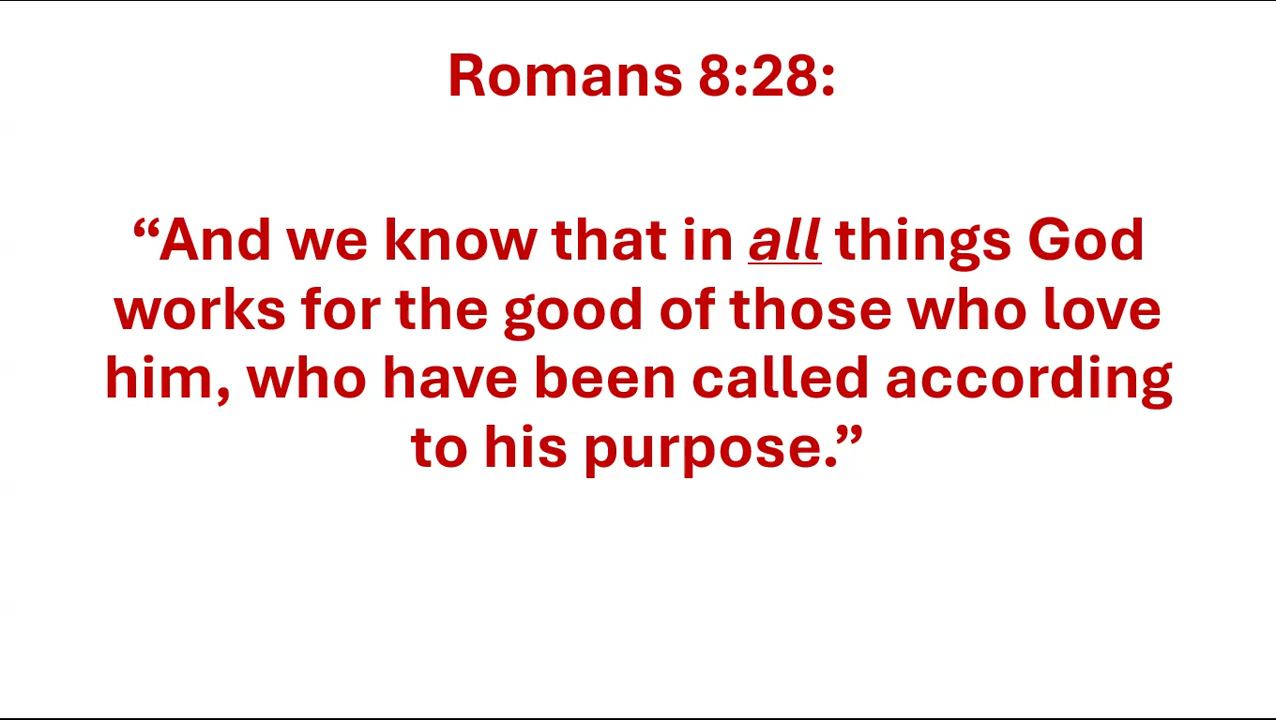 Romans 8:28:
“And we know that in all things God
works for the good of those who love
him, who have been called according
to his purpose.”